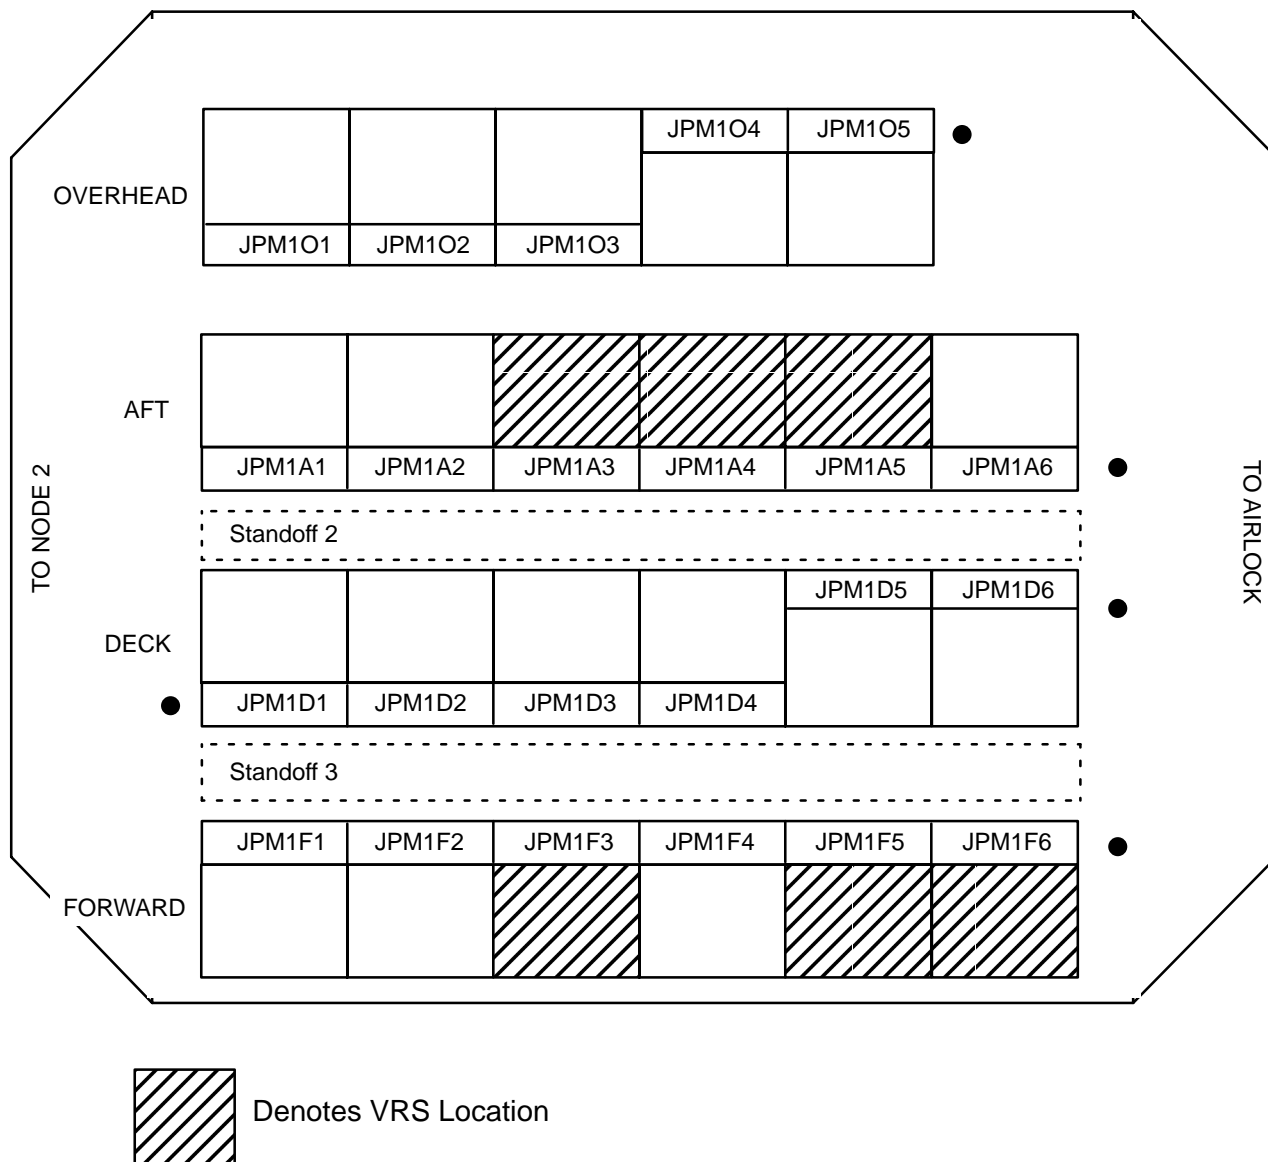 JPM1O4 JPM1O5
OVERHEAD
JPM1O1 JPM1O2 JPM1O3
AFT
JPM1A1 JPM1A2 JPM1A3 JPM1A4 JPM1A5 JPM1A6
TO NODE 2
TO AIRLOCK
Standoff 2
JPM1D5 JPM1D6
DECK
JPM1D1 JPM1D2 JPM1D3 JPM1D4
Standoff 3
JPM1F1 JPM1F2 JPM1F3 JPM1F4 JPM1F5 JPM1F6
FORWARD
Denotes VRS Location